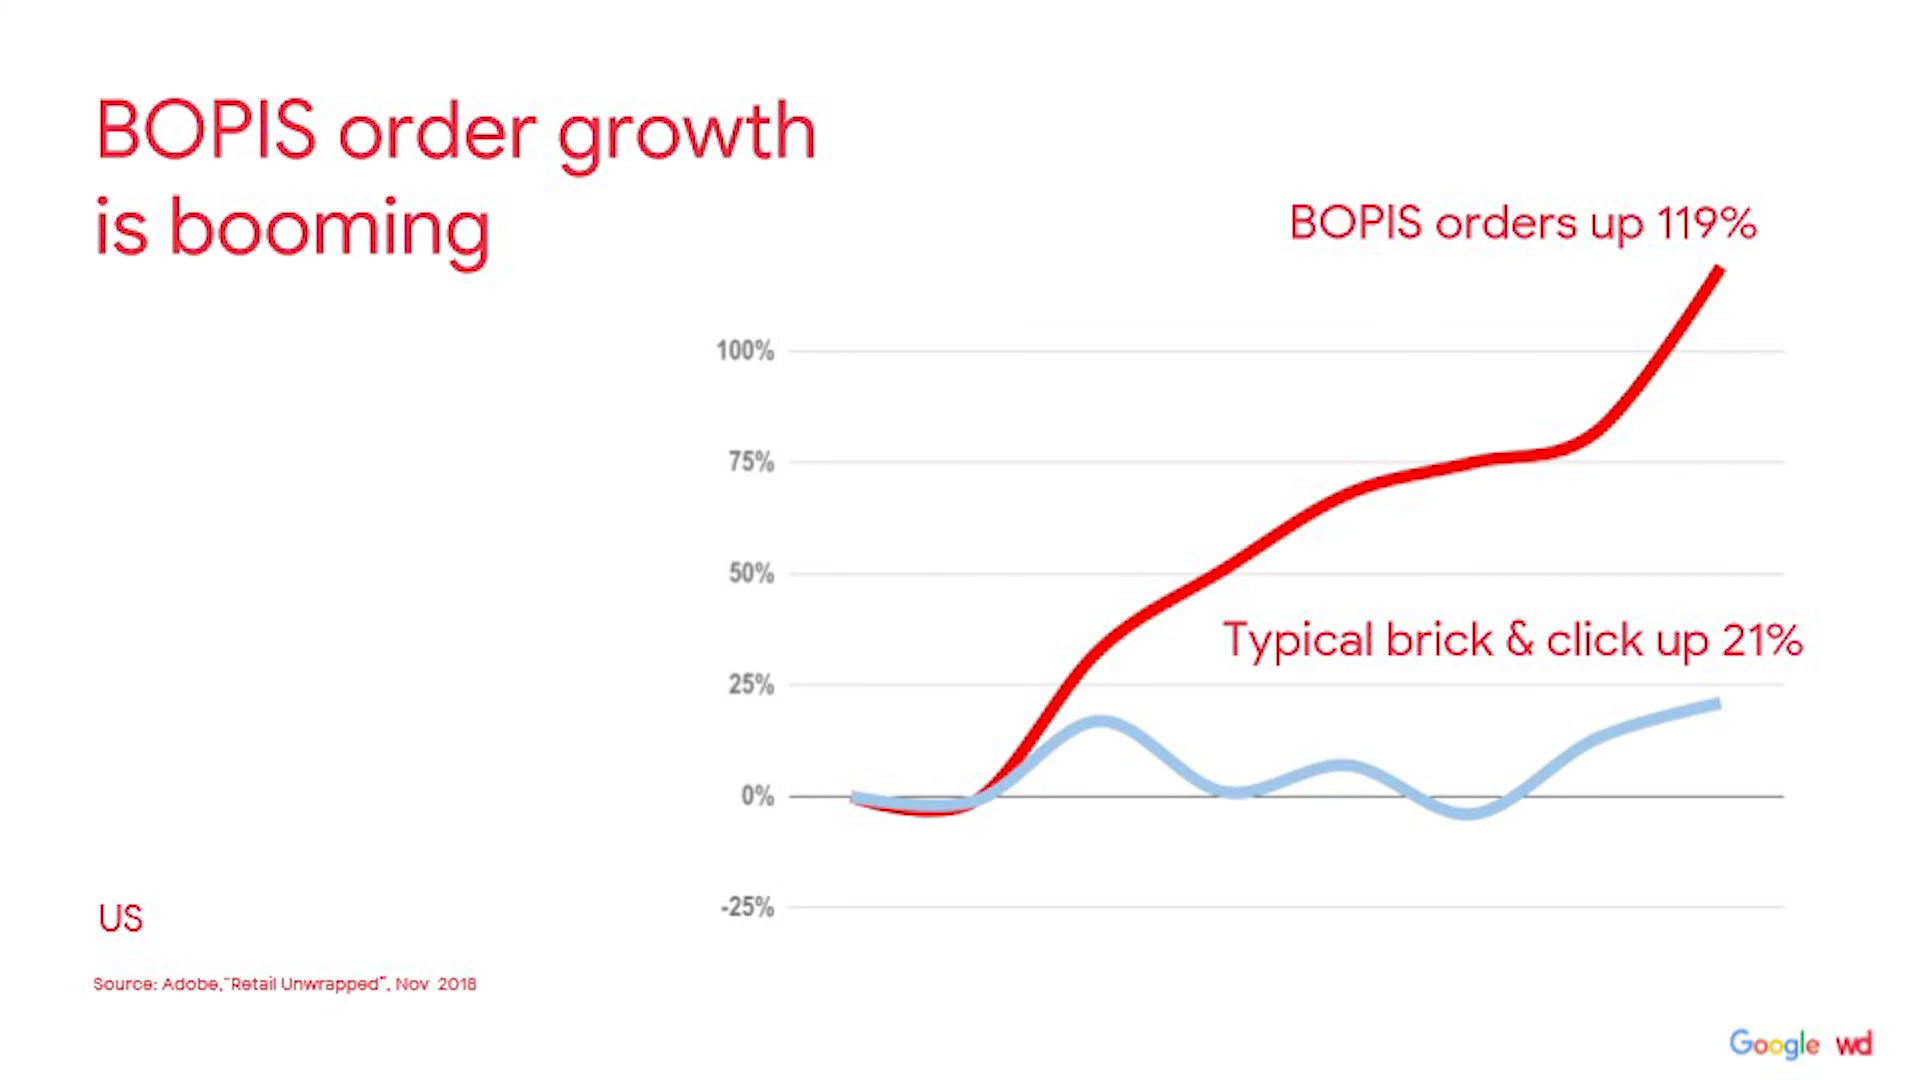 BOPIS order growth
is booming
BOPIS orders up 119%
100%
75%
50%
Typical brick & click up 21%
25%
0%
-25%
US
Source: Adobe,"Retail Unwrapped", Nov 2018
Google wd